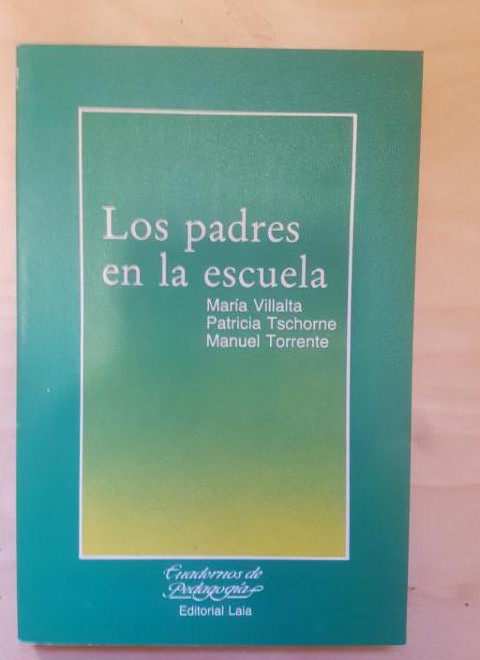 Los padres
en la escuela
María Villalta
Patricia Tschorne
Manuel Torrente
Cuadernos de
Pedagogía
Editorial Laia